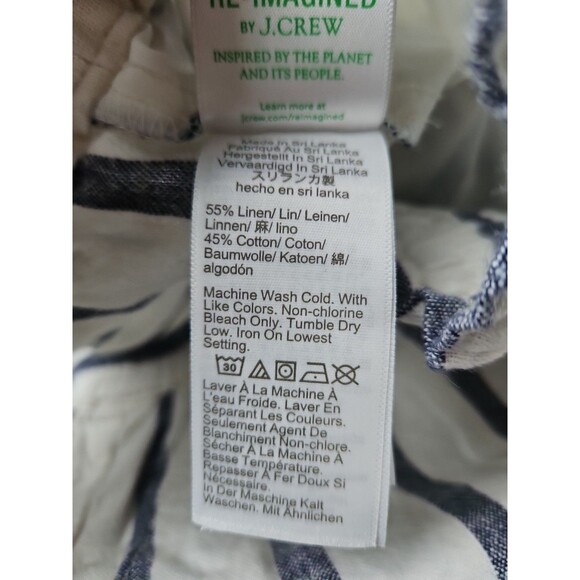 RE-IMAGINED
BY J.CREW
INSPIRED BY THE PLANET
AND ITS PEOPLE.
Learn more at
jcrew.com/reimagined
Made in Sri Lanka
Fabriqué Au Sri Lanka
Hergestellt In Sri Lanka
Vervaardigd In Sri Lanka
スリランカ製
hecho en sri lanka
55% Linen/ Lin/ Leinen/
Linnen/ 麻/ lino
45% Cotton/ Coton/
Baumwolle/ Katoen/ 綿/
algodón
Machine Wash Cold. With
Like Colors. Non-chlorine
Bleach Only. Tumble Dry
Low. Iron On Lowest
Setting.
30
Laver À La Machine À
L'eau Froide. Laver En
Séparant Les Couleurs.
Seulement Agent De
Blanchiment Non-chlore.
Sécher À La Machine À
Basse Température.
Repasser À Fer Doux Si
Nécessaire.
In Der Maschine Kalt
Waschen. Mit Ähnlichen